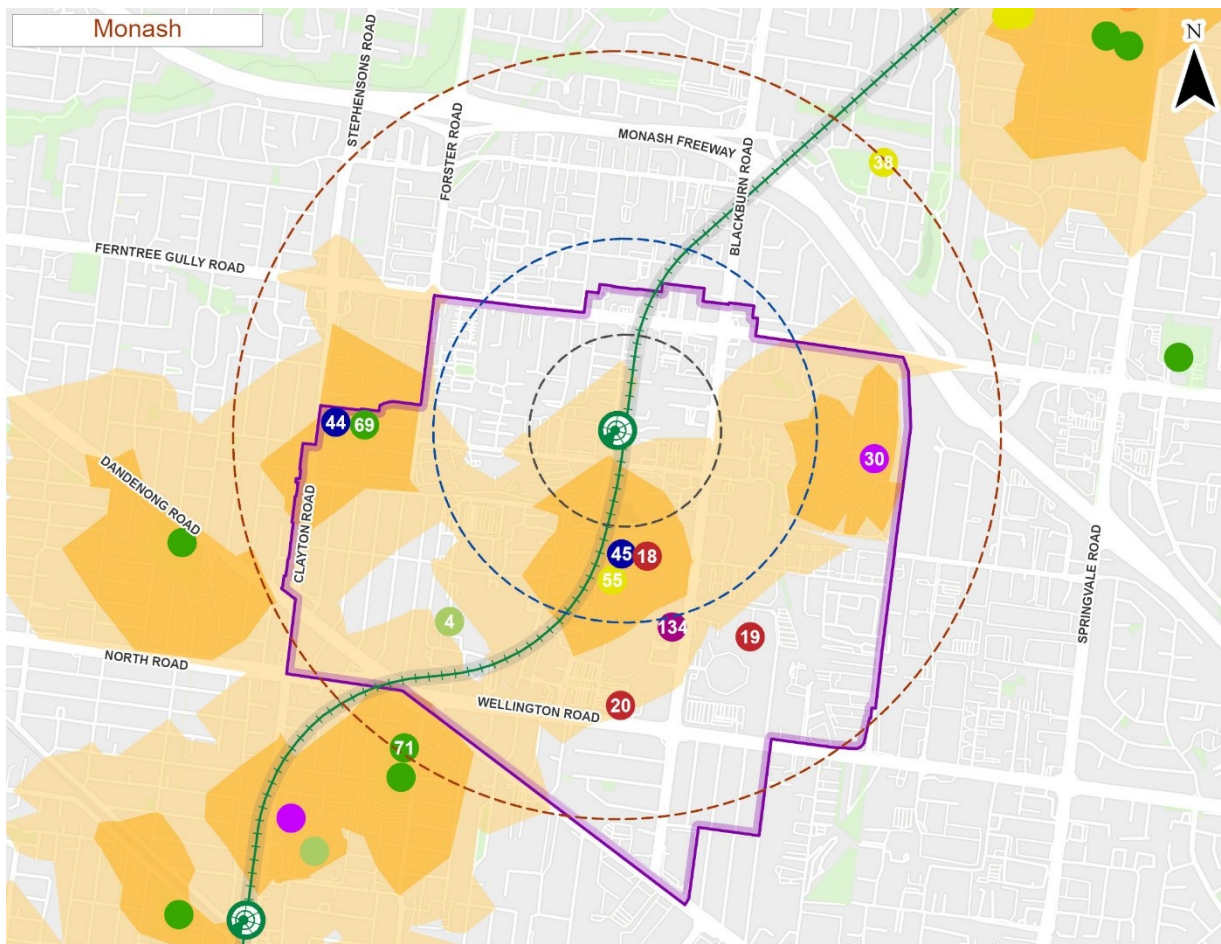 Monash
N
STEPHENSONS ROAD
FORSTER ROAD
MONASH FREEWAY
BLACKBURN ROAD
38
FERNTREE GULLY ROAD
44
69
30
DANDENONG ROAD
CLAYTON ROAD
45
18
55
SPRINGVALE ROAD
4
134
19
NORTH ROAD
WELLINGTON ROAD
20
71